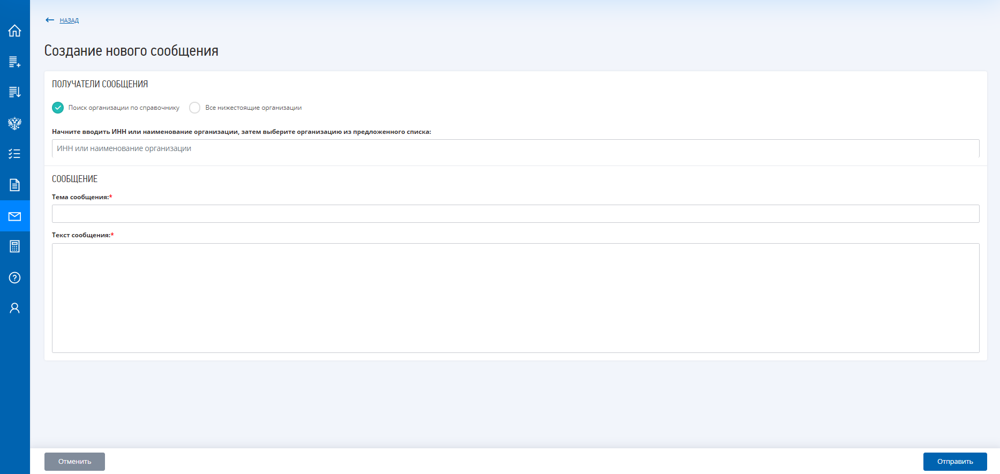 НАЗАД
Создание нового сообщения
ПОЛУЧАТЕЛИ СООБЩЕНИЯ
Поиск организации по справочнику Все нижестоящие организации
Начните вводить ИНН или наименование организации, затем выберите организацию из предложенного списка:
ИНН или наименование организации
СООБЩЕНИЕ
Тема сообщения:*
Текст сообщения:*
Отменить Отправить